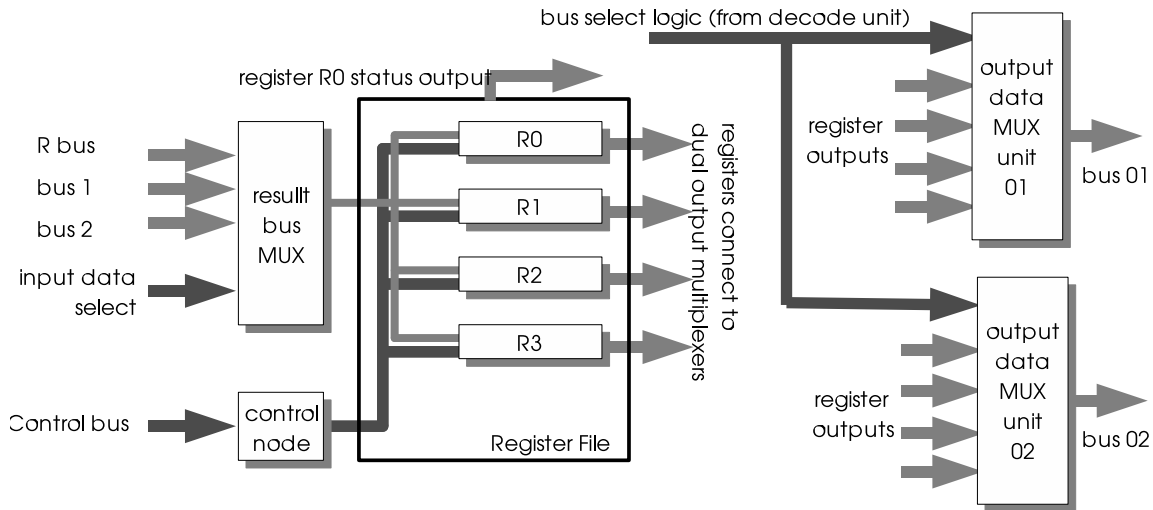 bus select logic (from decode unit)
register R0 status output
R bus
bus 1
bus 2
input data
select
resullt
bus
MUX
R0
R1
R2
R3
Register File
Control bus
control
node
registers connect to
dual output multiplexers
register
outputs
output
data
MUX
unit
01
bus 01
register
outputs
output
data
MUX
unit
02
bus 02